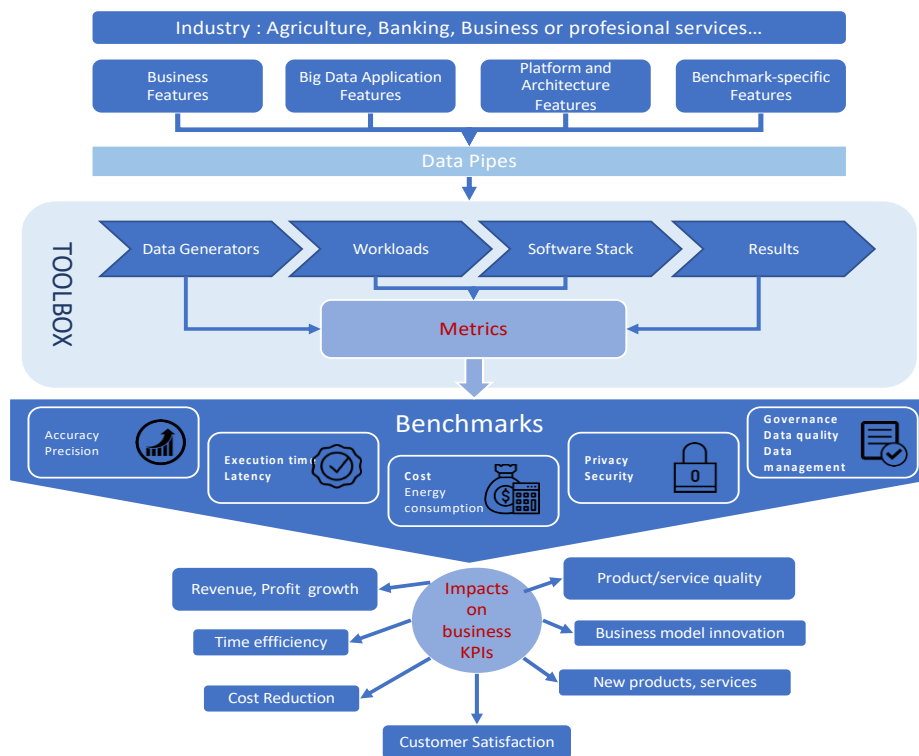 Industry : Agriculture, Banking, Business or profesional services...
Business
Features
Big Data Application
Features
Platform and
Architecture
Features
Benchmark-specific
Features
Data Pipes
TOOLBOX
Data Generators
Workloads
Software Stack
Results
Metrics
Benchmarks
Accuracy
Precision
Execution time
Latency
Cost
Energy
consumption
$
Privacy
Security
0
Governance
Data quality
Data
management
Impacts
on
business
KPIs
Revenue, Profit growth
Time effficiency
Cost Reduction
Customer Satisfaction
Product/service quality
Business model innovation
New products, services